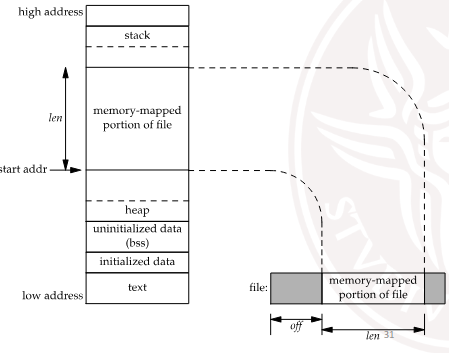 high address
stack
len
memory-mapped
portion of file
start addr
heap
uninitialized data
(bss)
initialized data
text
low address
file:
memory-mapped
portion of file
off
len
31
STVD